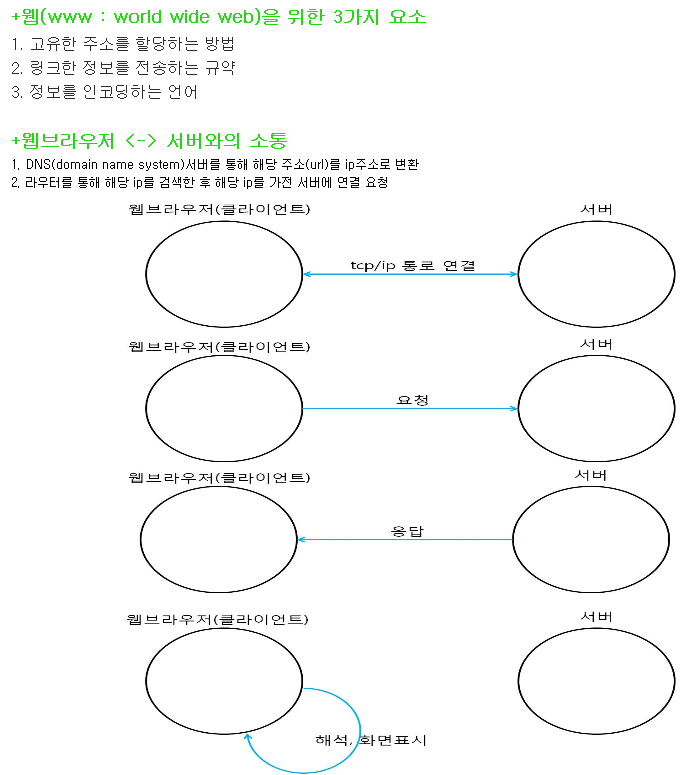 +웹(www : world wide web)을 위한 3가지 요소
1. 고유한 주소를 할당하는 방법
2. 링크한 정보를 전송하는 규약
3. 정보를 인코딩하는 언어
+웹브라우저 <-> 서버와의 소통
1. DNS(domain name system)서버를 통해 해당 주소(url)를 ip주소로 변환
2. 라우터를 통해 해당 ip를 검색한 후 해당 ip를 가전 서버에 연결 요청
웹브라우저(클라이언트)
서버
tcp/ip 통로 연결
웹브라우저(클라이언트)
서버
요청
웹브라우저(클라이언트)
서버
응답
웹브라우저(클라이언트)
서버
해석, 화면표시